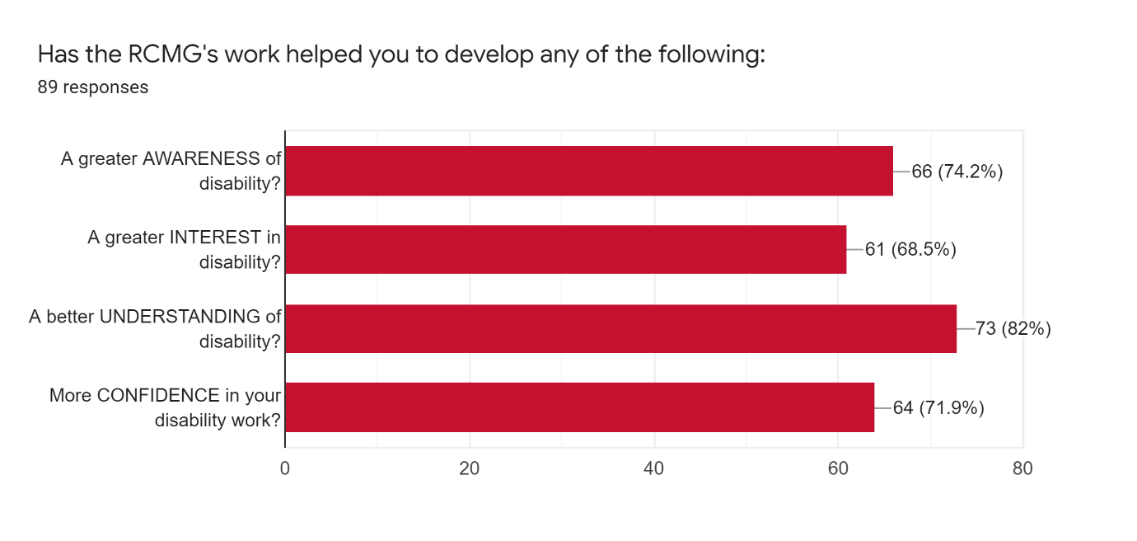 Has the RCMG's work helped you to develop any of the following:
89 responses
A greater AWARENESS of
disability?
66 (74.2%)
A greater INTEREST in
disability?
61 (68.5%)
A better UNDERSTANDING of
disability?
73 (82%)
More CONFIDENCE in your
disability work?
64 (71.9%)
0 20 40 60 80